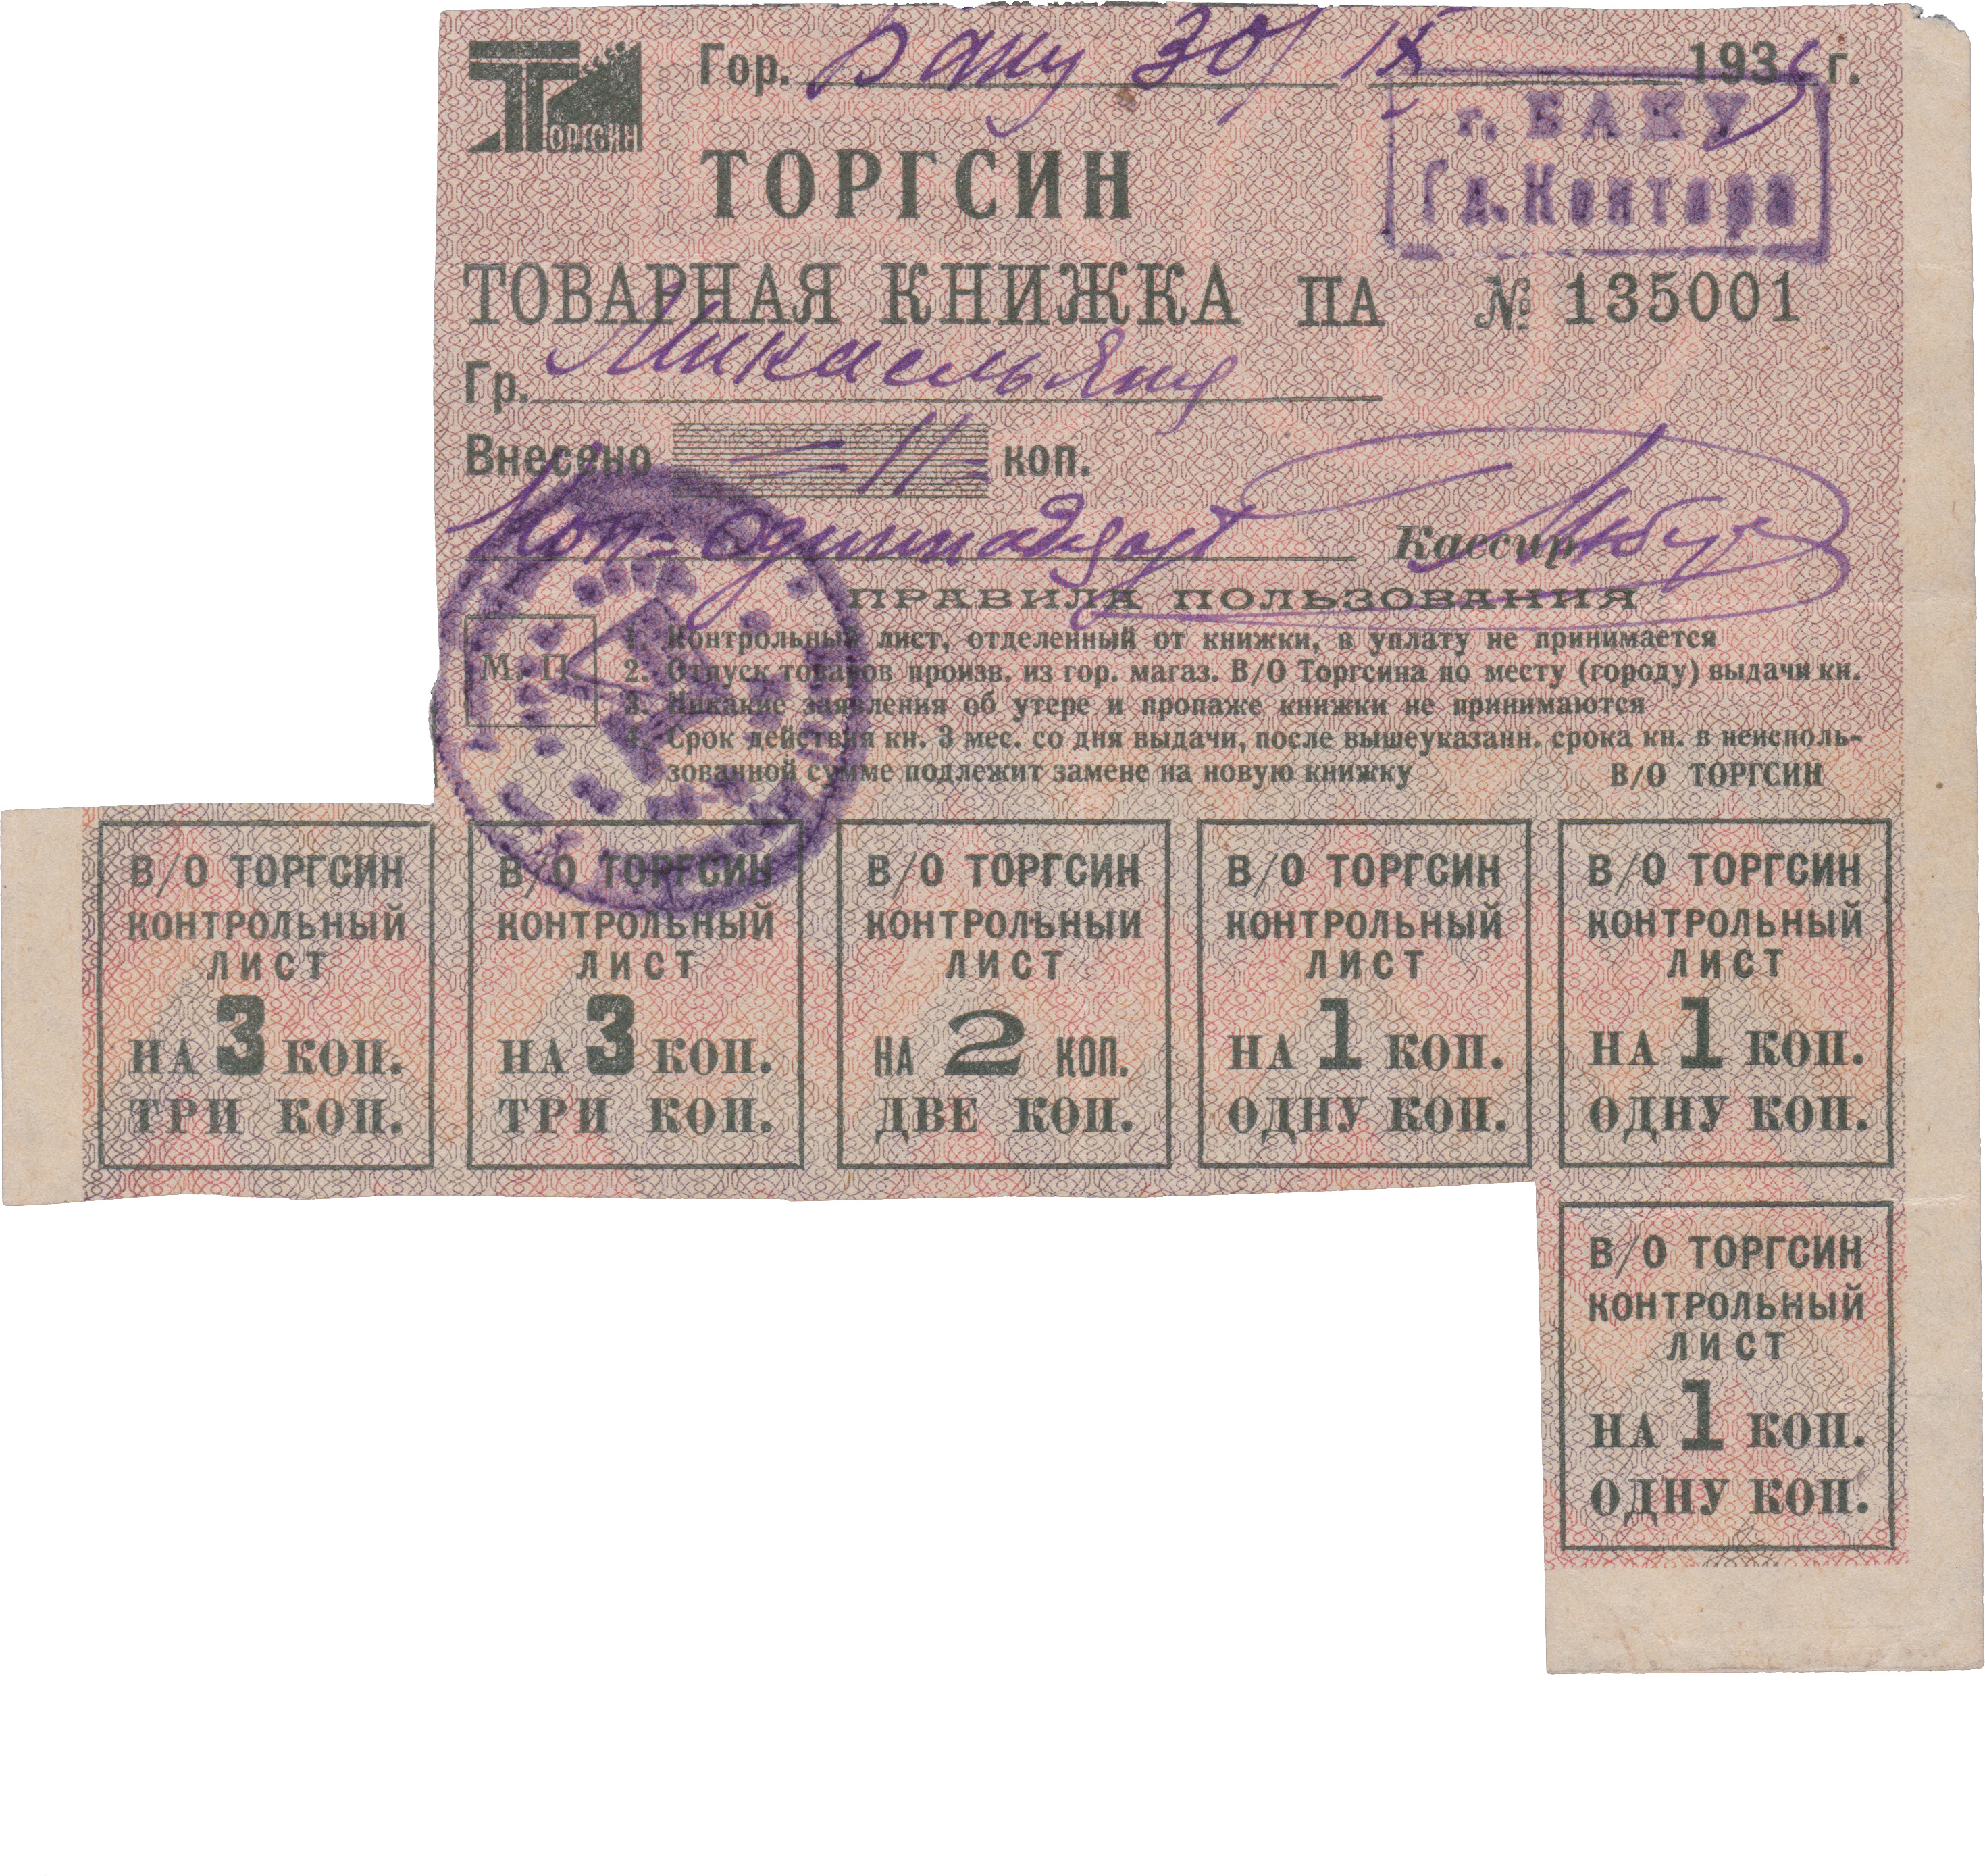 ТОРГСИН
Гор. Баку 30/IX 1935 г.
г. БАКУ
Гл. Контора
ТОРГСИН
ТОВАРНАЯ КНИЖКА ПА № 135001
Гр. Микаельянц
Внесено =11= коп.
Коп. одиннадцать Кассир
ПРАВИЛА ПОЛЬЗОВАНИЯ
М. П.
1. Контрольный лист, отделенный от книжки, в уплату не принимается
2. Отпуск товаров произв. из гор. магаз. В/О Торгсина по месту (городу) выдачи кн.
3. Никакие заявления об утере и пропаже книжки не принимаются
4. Срок действия кн. 3 мес. со дня выдачи, после вышеуказанн. срока кн. в неисполь-
зованной сумме подлежит замене на новую книжку В/О ТОРГСИН
В/О ТОРГСИН
КОНТРОЛЬНЫЙ
ЛИСТ
НА 3 КОП.
ТРИ КОП.
В/О ТОРГСИН
КОНТРОЛЬНЫЙ
ЛИСТ
НА 3 КОП.
ТРИ КОП.
В/О ТОРГСИН
КОНТРОЛЬНЫЙ
ЛИСТ
НА 2 КОП.
ДВЕ КОП.
В/О ТОРГСИН
КОНТРОЛЬНЫЙ
ЛИСТ
НА 1 КОП.
ОДНУ КОП.
В/О ТОРГСИН
КОНТРОЛЬНЫЙ
ЛИСТ
НА 1 КОП.
ОДНУ КОП.
В/О ТОРГСИН
КОНТРОЛЬНЫЙ
ЛИСТ
НА 1 КОП.
ОДНУ КОП.